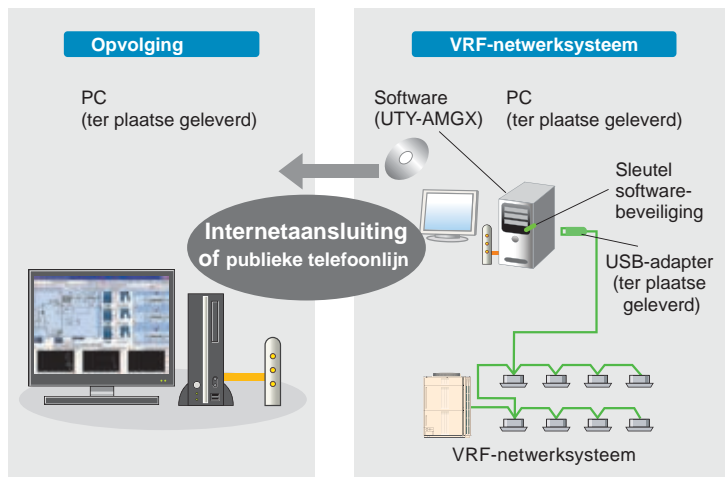 Opvolging
PC
(ter plaatse geleverd)
Internetaansluiting
of publieke telefoonlijn
VRF-netwerksysteem
Software
(UTY-AMGX)
PC
(ter plaatse geleverd)
Sleutel
software-
beveiliging
USB-adapter
(ter plaatse
geleverd)
VRF-netwerksysteem